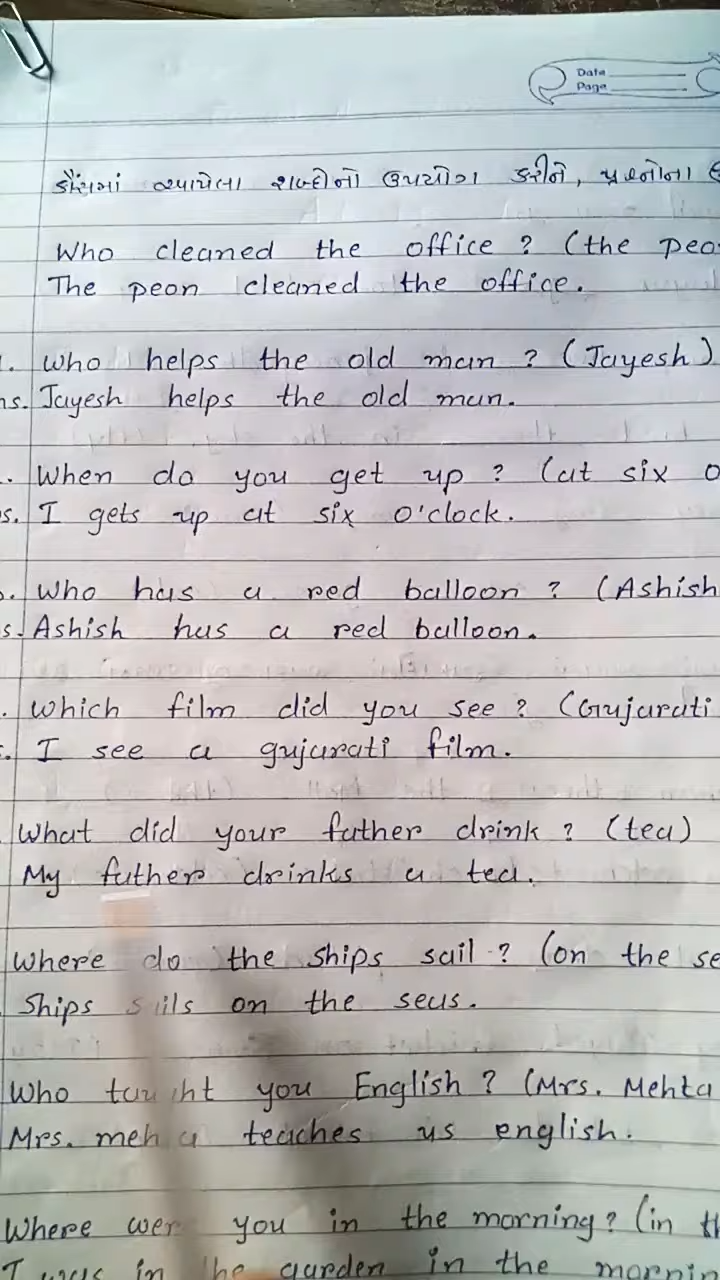 Date
Page
કૌંસમાં આપેલા શબ્દોનો ઉપયોગ કરીને, પ્રશ્નોના
Who cleaned the office ? (the peo
The peon cleaned the office.
. Who helps the old man ? (Jayesh)
ns. Jayesh helps the old man.
. When do you get up ? (at six o
s. I gets up at six o'clock.
. Who has a red balloon ? (Ashish
s. Ashish has a red balloon.
. Which film did you see ? (Gujarati
. I see a gujarati film.
What did your father drink ? (tea)
My father drinks a tea.
Where do the ships sail ? (on the se
Ships sails on the seas.
Who taught you English ? (Mrs. Mehta
Mrs. mehta teaches us english.
Where were you in the morning? (in th
I was in the garden in the mornin